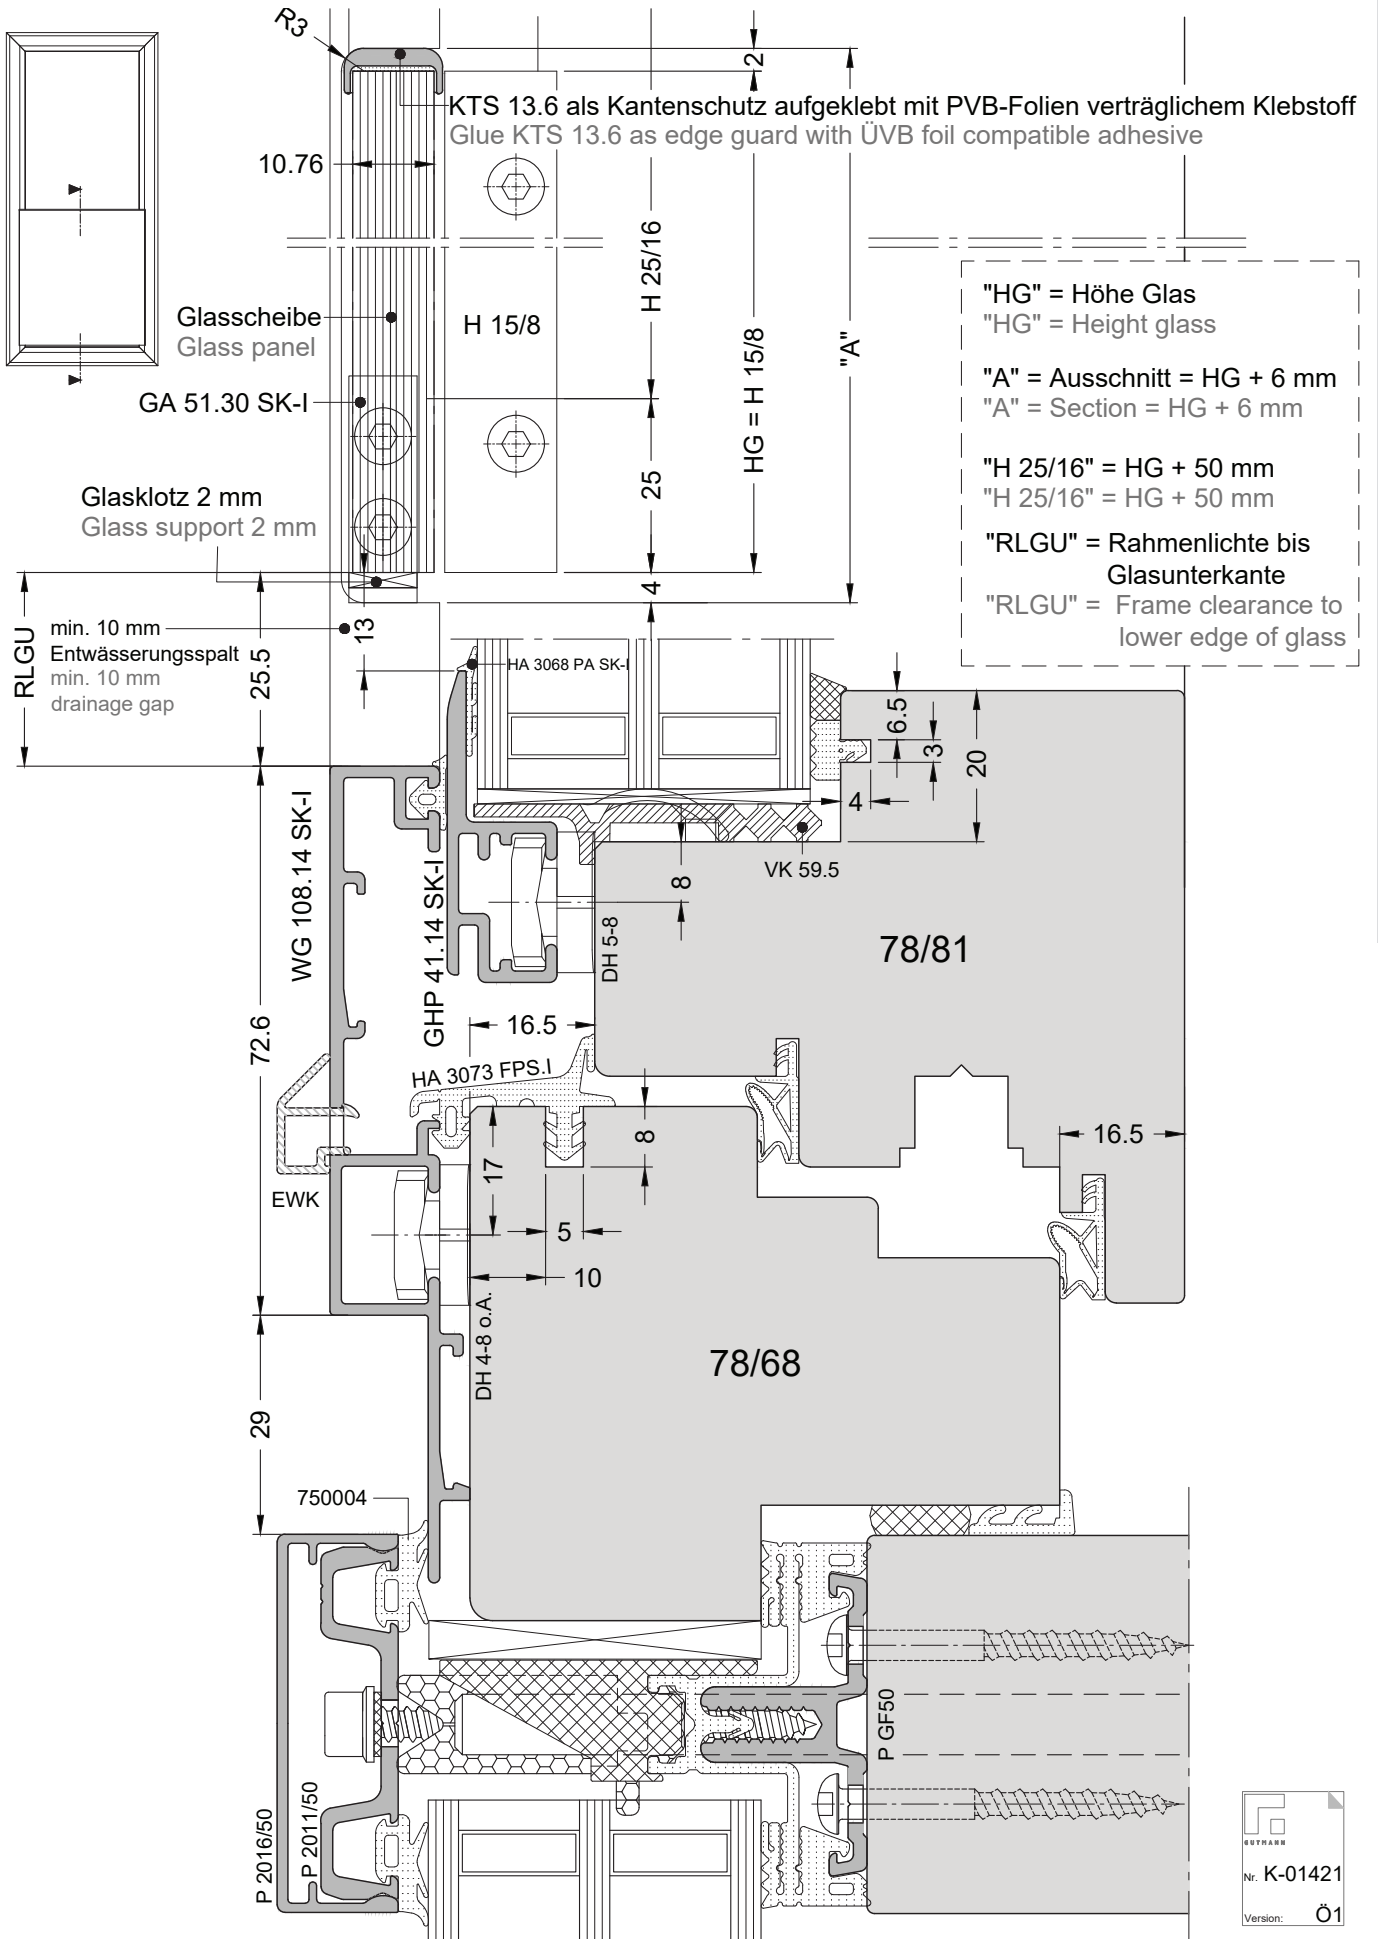 R3
2
KTS 13.6 als Kantenschutz aufgeklebt mit PVB-Folien verträglichem Klebstoff
Glue KTS 13.6 as edge guard with ÜVB foil compatible adhesive
10.76
H 25/16
H 15/8
HG = H 15/8
"A"
Glasscheibe
Glass panel
GA 51.30 SK-I
"HG" = Höhe Glas
"HG" = Height glass
"A" = Ausschnitt = HG + 6 mm
"A" = Section = HG + 6 mm
"H 25/16" = HG + 50 mm
"H 25/16" = HG + 50 mm
"RLGU" = Rahmenlichte bis
Glasunterkante
"RLGU" = Frame clearance to
lower edge of glass
25
Glasklotz 2 mm
Glass support 2 mm
4
RLGU
min. 10 mm
Entwässerungsspalt
min. 10 mm
drainage gap
25.5
13
HA 3068 PA SK-I
6.5
3
20
4
WG 108.14 SK-I
GHP 41.14 SK-I
VK 59.5
8
DH 5-8
78/81
72.6
16.5
HA 3073 FPS.I
8
17
16.5
EWK
5
10
DH 4-8 o.A.
78/68
29
750004
P 2016/50
P 2011/50
P GF50
GUTMANN
Nr. K-01421
Version: Ö1